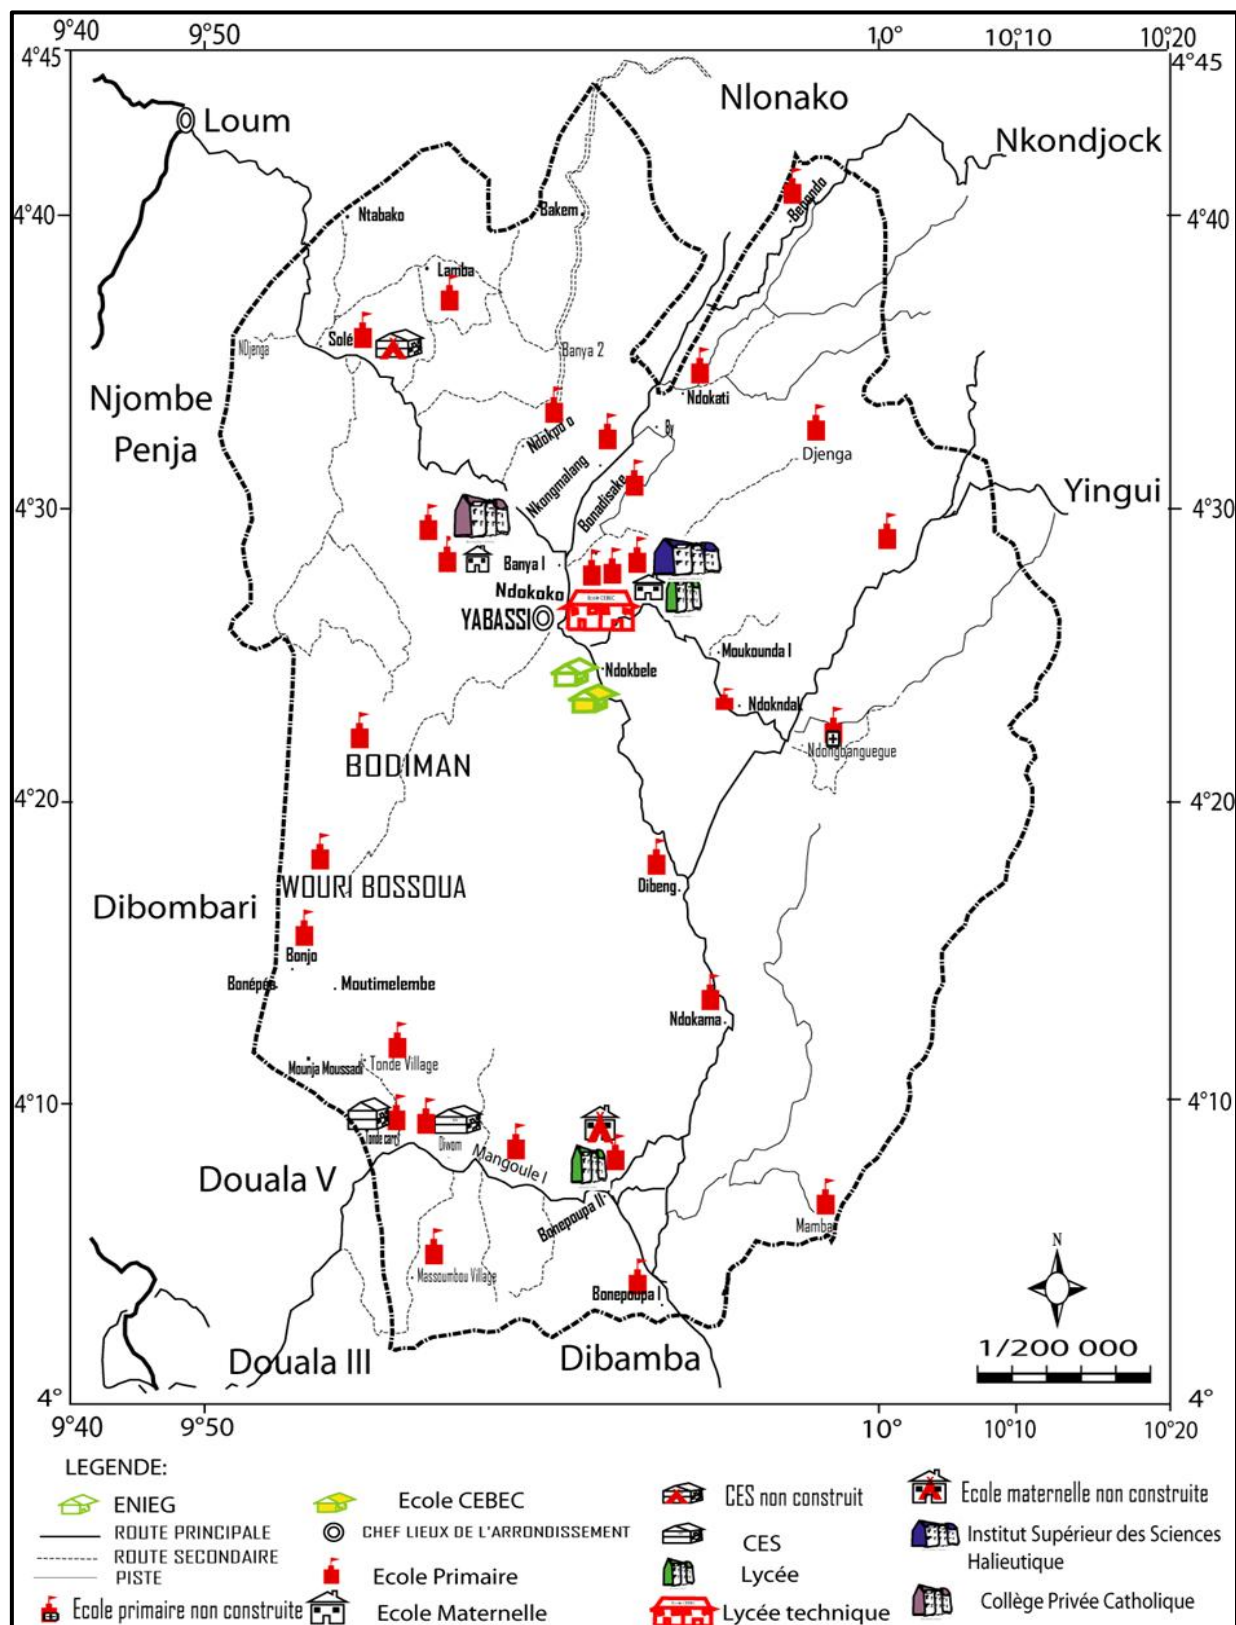 9°40
9°50
10°
10°10
10°20
4°45
4°45
Nlonako
Loum
Nkondjock
Bebondo
4°40
Ntabako
Bakem
4°40
Lamba
Solé
NDjenga
Banya 2
Ndokati
Njombe
Penja
Ndokpo o
By
Djenga
Nkongmalang
Bonadisake
4°30
Yingui
4°30
Banya I
Ndokoko
Ecole CEBEC
YABASSI
Ndokbele
Moukounda I
Ndokndak
Ndongbanguegue
BODIMAN
4°20
4°20
WOURI BOSSOUA
Dibeng
Dibombari
Bonjo
Bonépéa
Moutimelembe
Ndokama
Mounja Moussadi
Tonde Village
4°10
4°10
Tonde carrf
Diwom
Mangoule I
Douala V
Bonepoupa II
Mamba
Massoumbou Village
Bonepoupa I
N
1/200 000
Douala III
Dibamba
4°
4°
9°40
9°50
10°
10°10
10°20
LEGENDE:
ENIEG
ROUTE PRINCIPALE
ROUTE SECONDAIRE
PISTE
Ecole primaire non construite
Ecole CEBEC
CHEF LIEUX DE L'ARRONDISSEMENT
Ecole Primaire
Ecole Maternelle
CES non construit
CES
Lycée
Ecole CEBEC
Lycée technique
Ecole maternelle non construite
Institut Supérieur des Sciences
Halieutique
Collège Privée Catholique